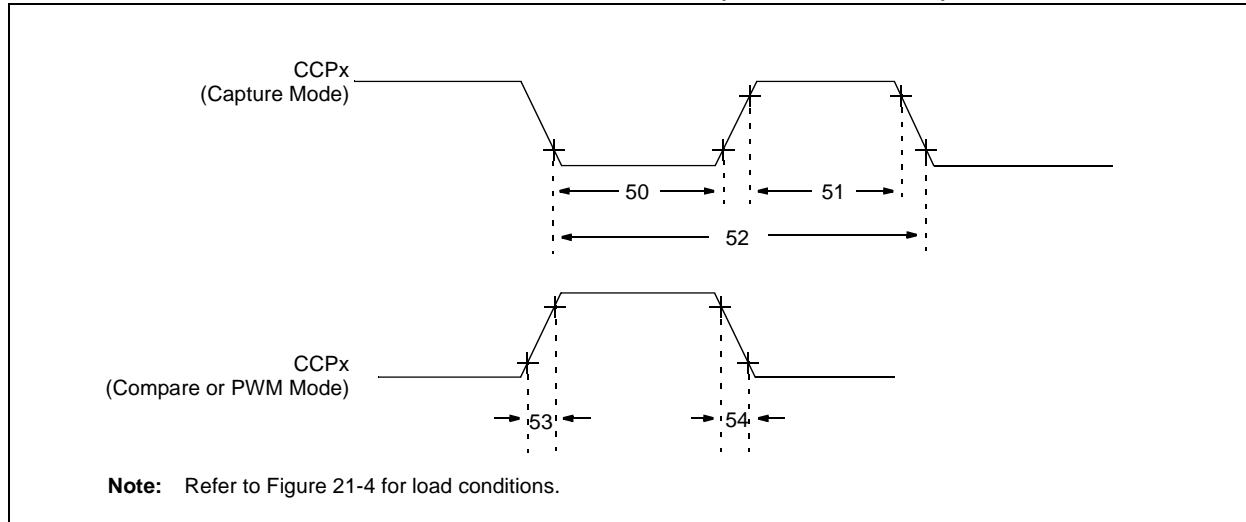 CCPx
(Capture Mode)
50
51
52
CCPx
(Compare or PWM Mode)
53
54
Note: Refer to Figure 21-4 for load conditions.